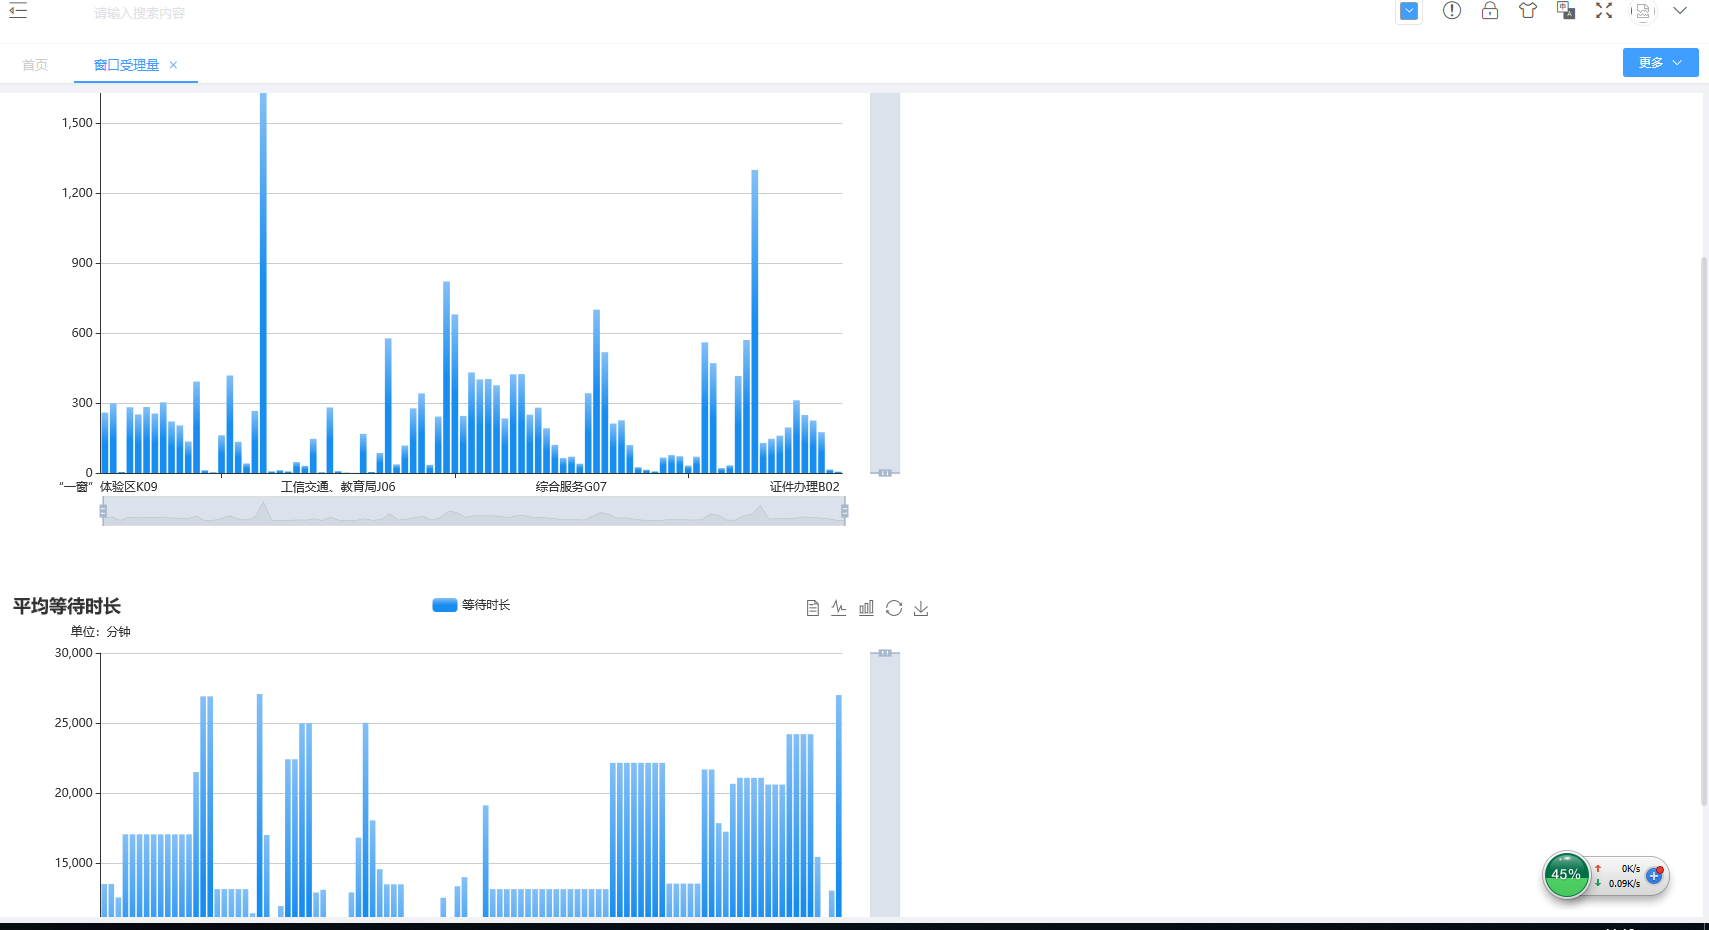 请输入搜索内容
首页
窗口受理量
更多
1,500
1,200
900
600
300
0
“一窗”体验区K09
工信交通、教育局J06
综合服务G07
证件办理B02
平均等待时长
等待时长
单位：分钟
30,000
25,000
20,000
15,000
45%
0K/s
0.09K/s